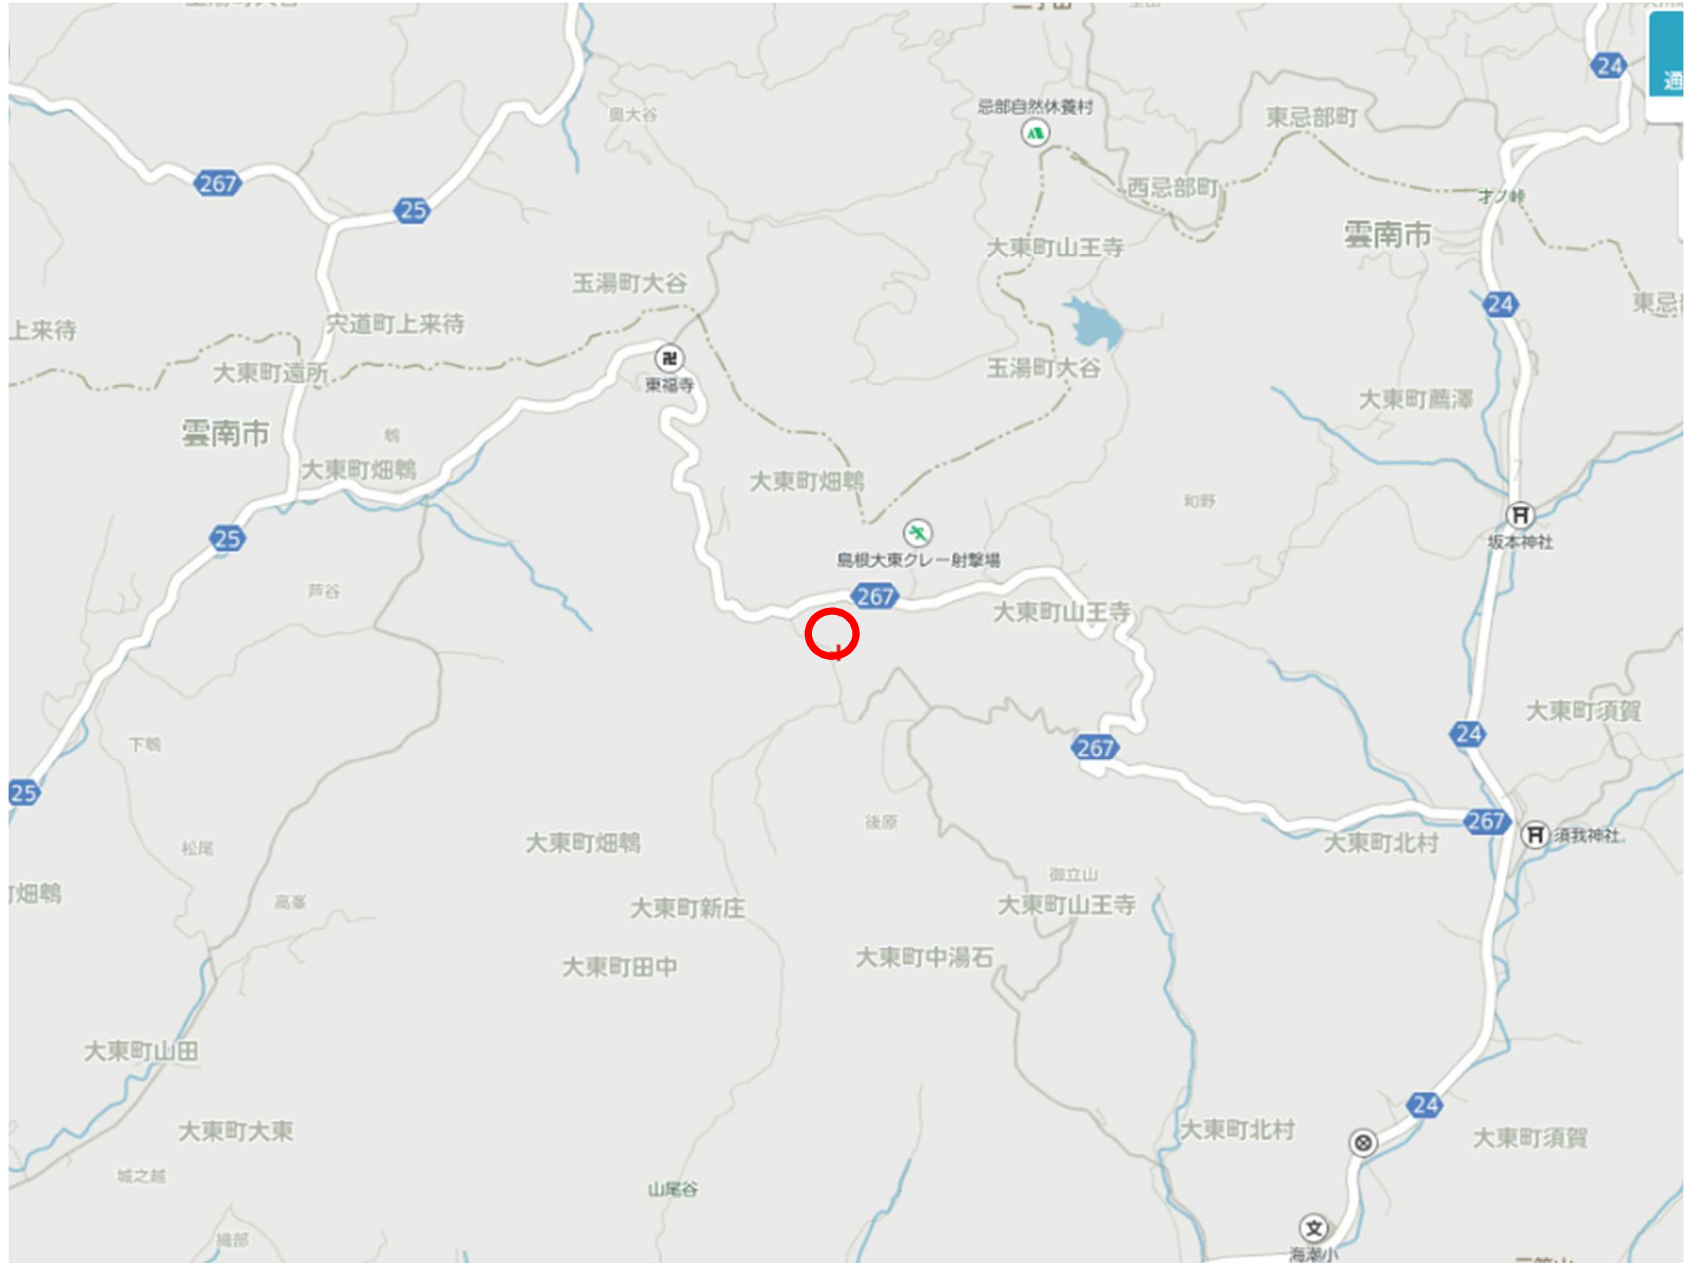 忌部自然休養村
24
通
奥大谷
東忌部町
267
25
西忌部町
才ノ峠
雲南市
大東町山王寺
玉湯町大谷
24
東忌
上来待
宍道町上来待
大東町遠所
東福寺
玉湯町大谷
大東町薦澤
雲南市
鵯
大東町畑鵯
大東町畑鵯
和野
坂本神社
25
島根大東クレー射撃場
芦谷
267
大東町山王寺
大東町須賀
24
下鵯
267
25
後原
267
須我神社
大東町畑鵯
大東町北村
松尾
御立山
町畑鵯
高峯
大東町新庄
大東町山王寺
大東町田中
大東町中湯石
大東町山田
24
大東町大東
大東町北村
大東町須賀
城之越
山尾谷
文
織部
海潮小